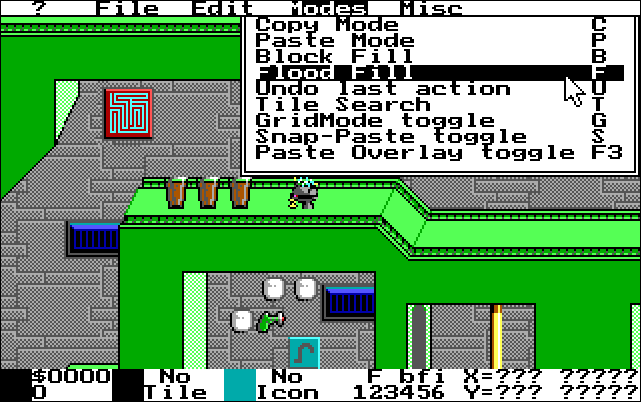 ? File Edit Modes Misc
Copy Mode C
Paste Mode P
Block Fill B
Flood Fill F
Undo last action U
Tile Search T
GridMode toggle G
Snap-Paste toggle S
Paste Overlay toggle F3
$0000 No No F bfi X=??? ?????
0 Tile Icon 123456 Y=??? ?????